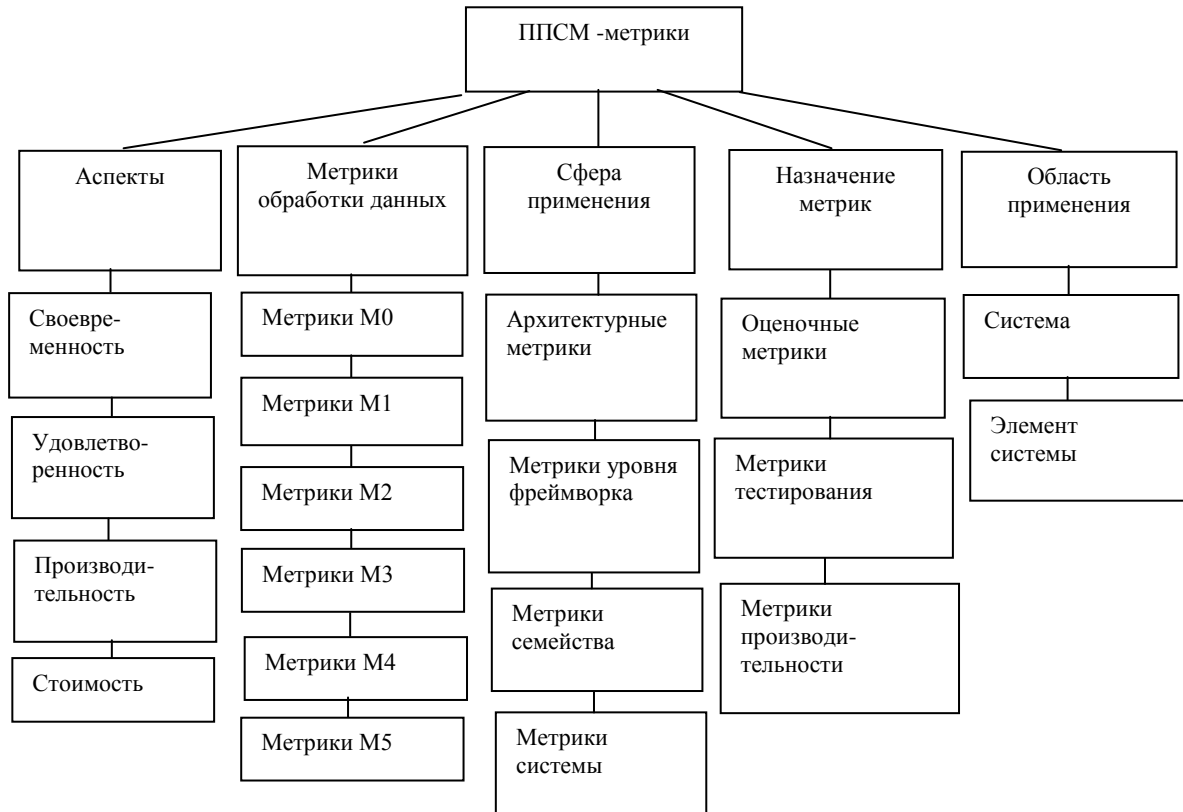 ППСМ -метрики
Аспекты
Своевре-
менность
Удовлетво-
ренность
Производи-
тельность
Стоимость
Метрики
обработки данных
Метрики М0
Метрики М1
Метрики М2
Метрики М3
Метрики М4
Метрики М5
Сфера
применения
Архитектурные
метрики
Метрики уровня
фреймворка
Метрики
семейства
Метрики
системы
Назначение
метрик
Оценочные
метрики
Метрики
тестирования
Метрики
производи-
тельности
Область
применения
Система
Элемент
системы